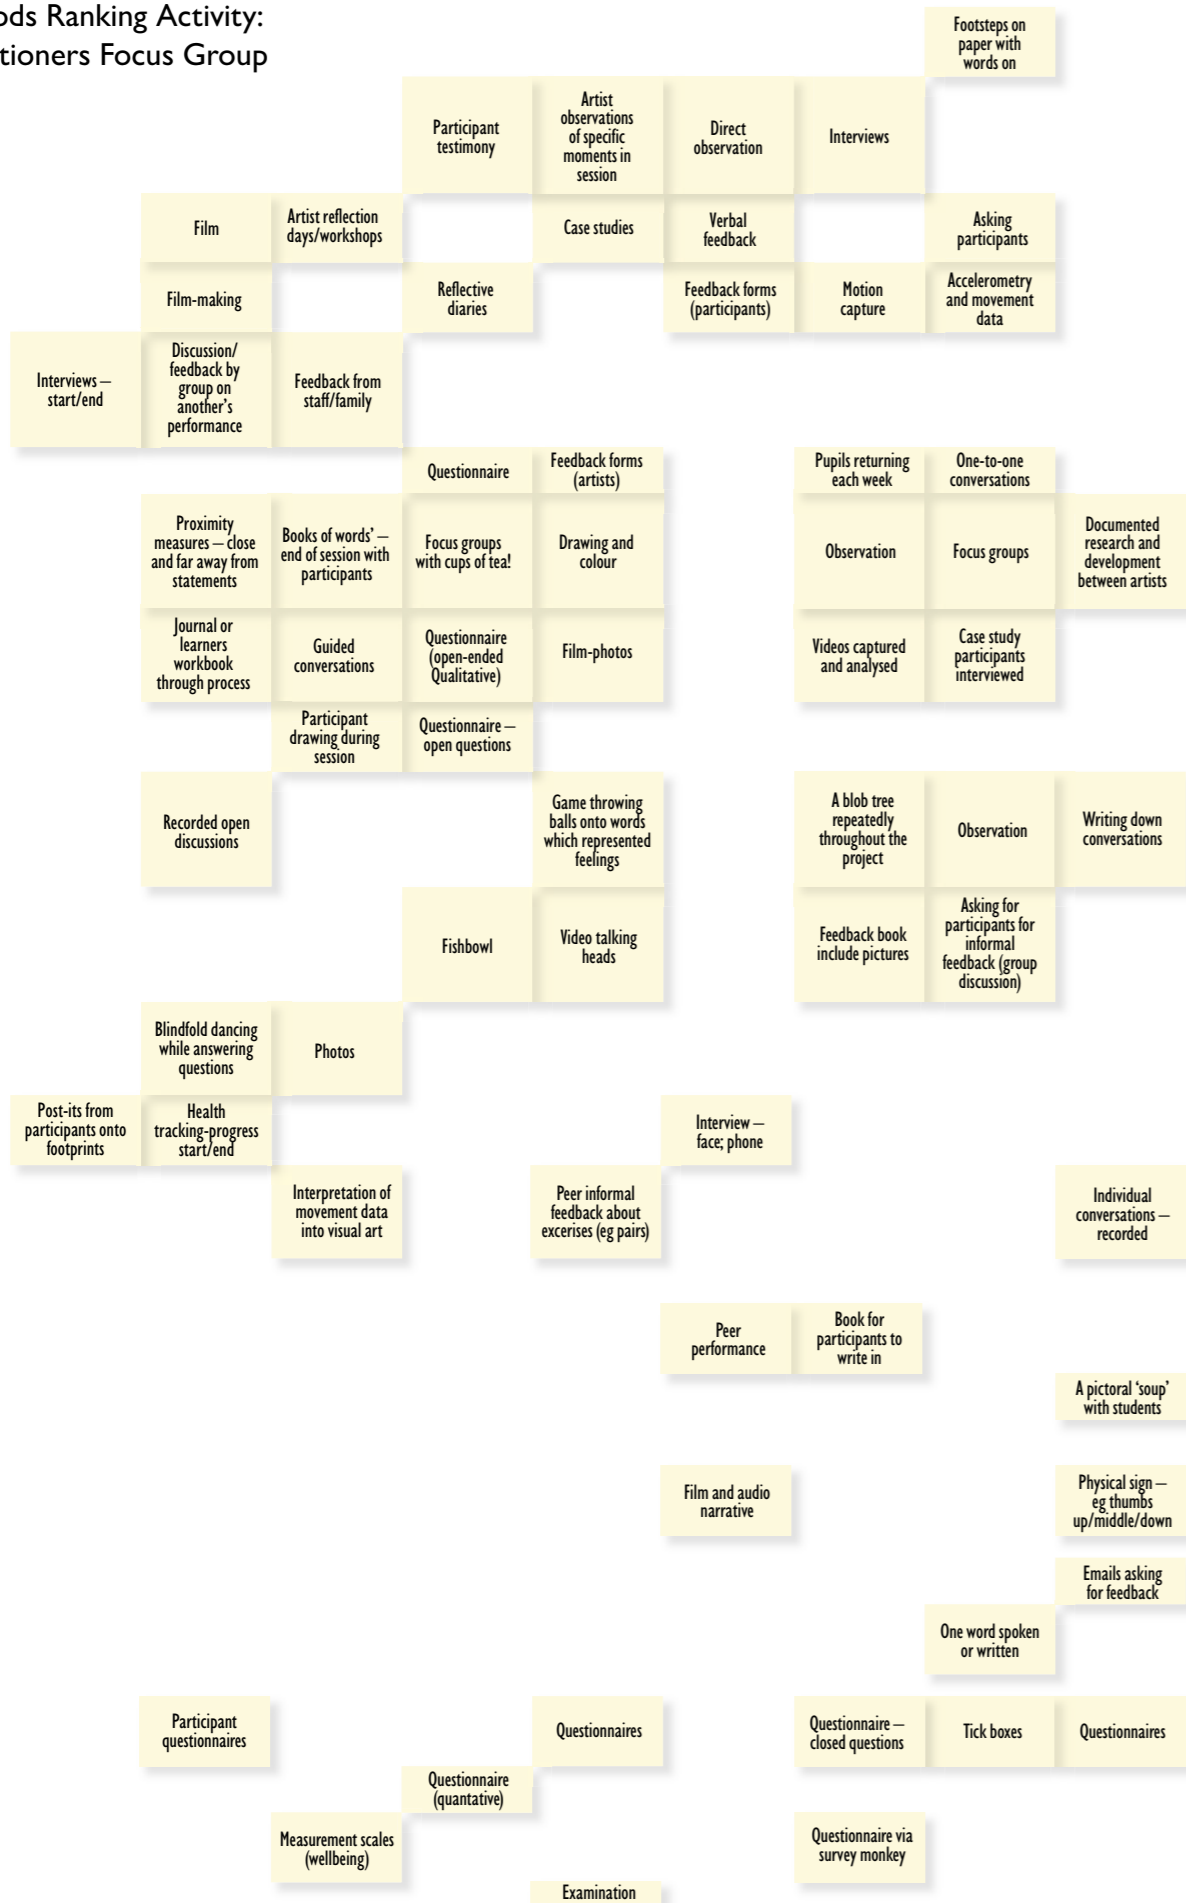 ods Ranking Activity:
tioners Focus Group
Footsteps on
paper with
words on
Participant
testimony
Artist
observations
of specific
moments in
session
Direct
observation
Interviews
Film
Artist reflection
days/workshops
Case studies
Verbal
feedback
Asking
participants
Film-making
Reflective
diaries
Feedback forms
(participants)
Motion
capture
Accelerometry
and movement
data
Interviews –
start/end
Discussion/
feedback by
group on
another's
performance
Feedback from
staff/family
Questionnaire
Feedback forms
(artists)
Pupils returning
each week
One-to-one
conversations
Proximity
measures – close
and far away from
statements
Books of words' –
end of session with
participants
Focus groups
with cups of tea!
Drawing and
colour
Observation
Focus groups
Documented
research and
development
between artists
Journal or
learners
workbook
through process
Guided
conversations
Questionnaire
(open-ended
Qualitative)
Film-photos
Videos captured
and analysed
Case study
participants
interviewed
Participant
drawing during
session
Questionnaire –
open questions
Recorded open
discussions
Game throwing
balls onto words
which represented
feelings
A blob tree
repeatedly
throughout the
project
Observation
Writing down
conversations
Fishbowl
Video talking
heads
Feedback book
include pictures
Asking for
participants for
informal
feedback (group
discussion)
Blindfold dancing
while answering
questions
Photos
Post-its from
participants onto
footprints
Health
tracking-progress
start/end
Interview –
face; phone
Interpretation of
movement data
into visual art
Peer informal
feedback about
excerises (eg pairs)
Individual
conversations –
recorded
Peer
performance
Book for
participants to
write in
A pictoral 'soup'
with students
Film and audio
narrative
Physical sign –
eg thumbs
up/middle/down
Emails asking
for feedback
One word spoken
or written
Participant
questionnaires
Questionnaires
Questionnaire –
closed questions
Tick boxes
Questionnaires
Questionnaire
(quantative)
Measurement scales
(wellbeing)
Questionnaire via
survey monkey
Examination